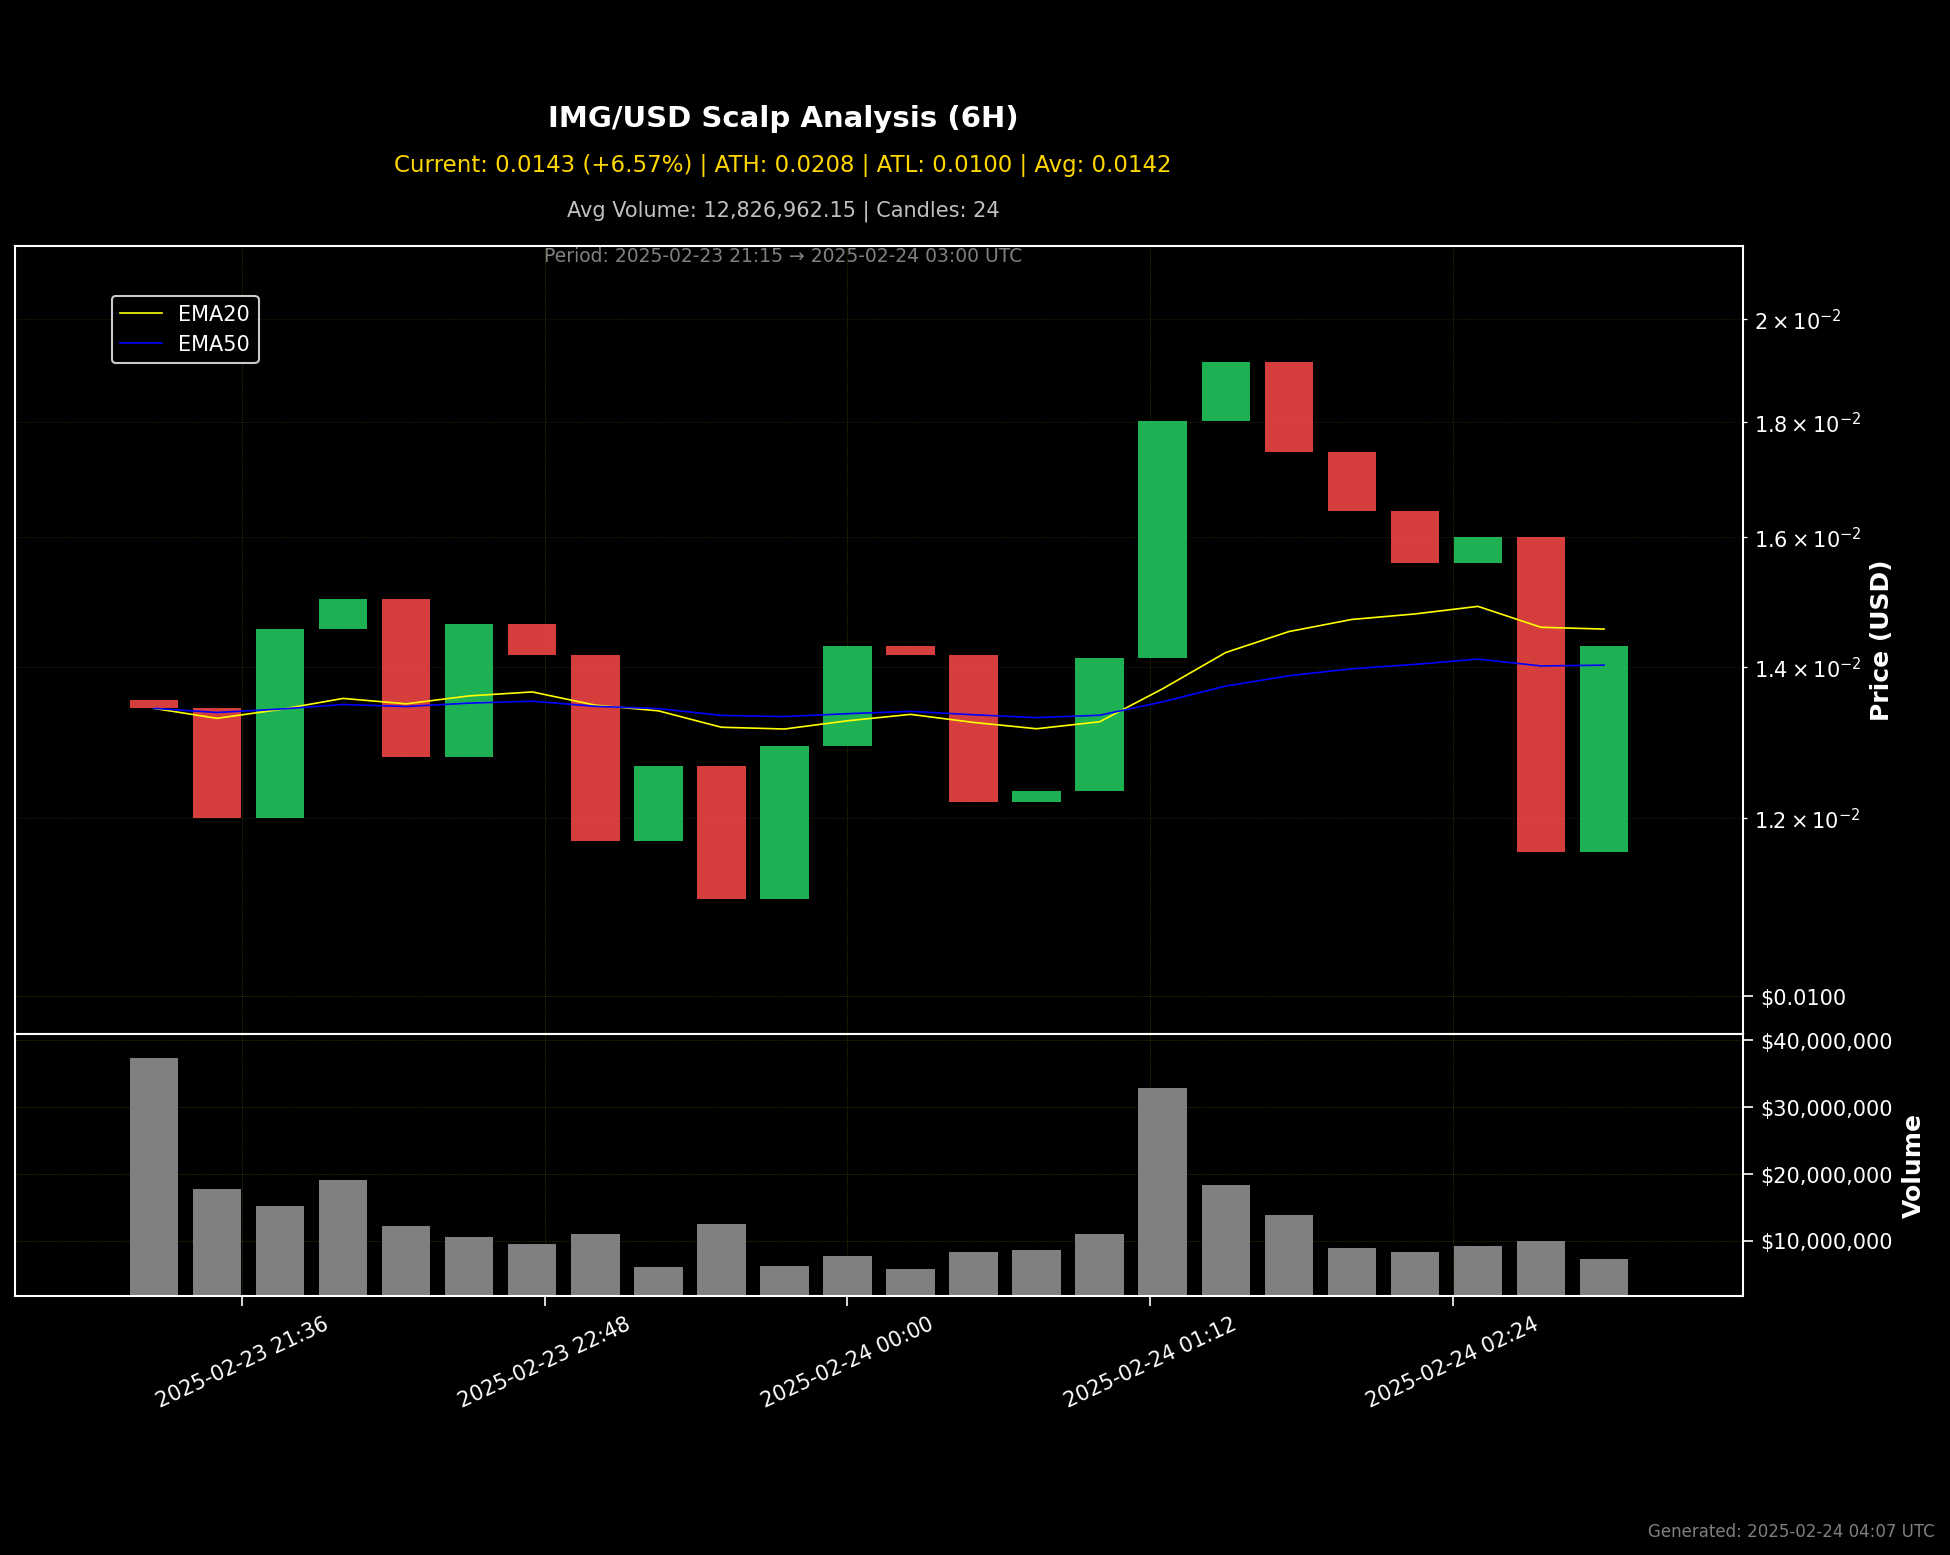 IMG/USD Scalp Analysis (6H)
Current: 0.0143 (+6.57%) | ATH: 0.0208 | ATL: 0.0100 | Avg: 0.0142
Avg Volume: 12,826,962.15 | Candles: 24
Period: 2025-02-23 21:15 → 2025-02-24 03:00 UTC
EMA20
EMA50
2 × 10⁻²
1.8 × 10⁻²
1.6 × 10⁻²
1.4 × 10⁻²
1.2 × 10⁻²
$0.0100
Price (USD)
$40,000,000
$30,000,000
$20,000,000
$10,000,000
Volume
2025-02-23 21:36
2025-02-23 22:48
2025-02-24 00:00
2025-02-24 01:12
2025-02-24 02:24
Generated: 2025-02-24 04:07 UTC